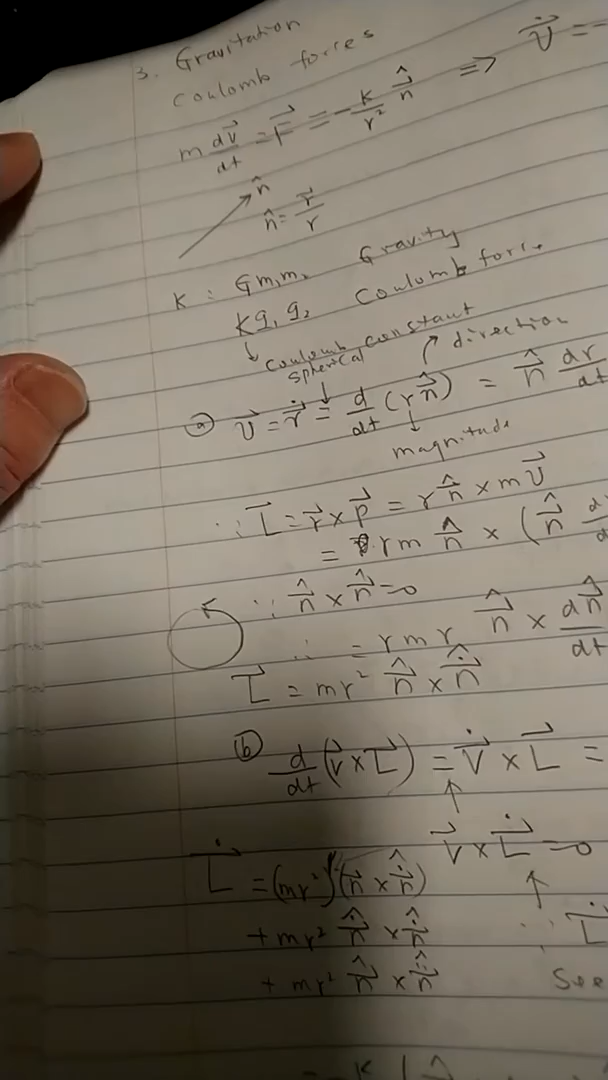 3. Gravitation
Coulomb forces
m dv⃗/dt = F⃗ = -K/r² n̂ ⇒ v⃗̇ = -
n̂
n̂ = r⃗/r
K : Gm₁m₂ Gravity
Kq₁q₂ Coulomb force
↳ Coulomb constant
spherical ↗ direction
ⓐ v⃗ = r⃗̇ = d/dt (r n̂) = n̂ dr/dt
magnitude
∵ L⃗ = r⃗ × p⃗ = r n̂ × m v⃗
= r m n̂ × (n̂ d
∵ n̂ × n̂ = 0
∴ = r m r n̂ × dn̂/dt
L⃗ = mr² n̂ × n̂̇
ⓑ d/dt (v⃗ × L⃗) = v⃗̇ × L⃗ =
v⃗ × L⃗̇ = 0
L⃗̇ = (mr²)' (n̂ × n̂̇)
+ mr² n̂̇ × n̂̇
∵ L⃗̇
+ mr² n̂ × n̂̈
See